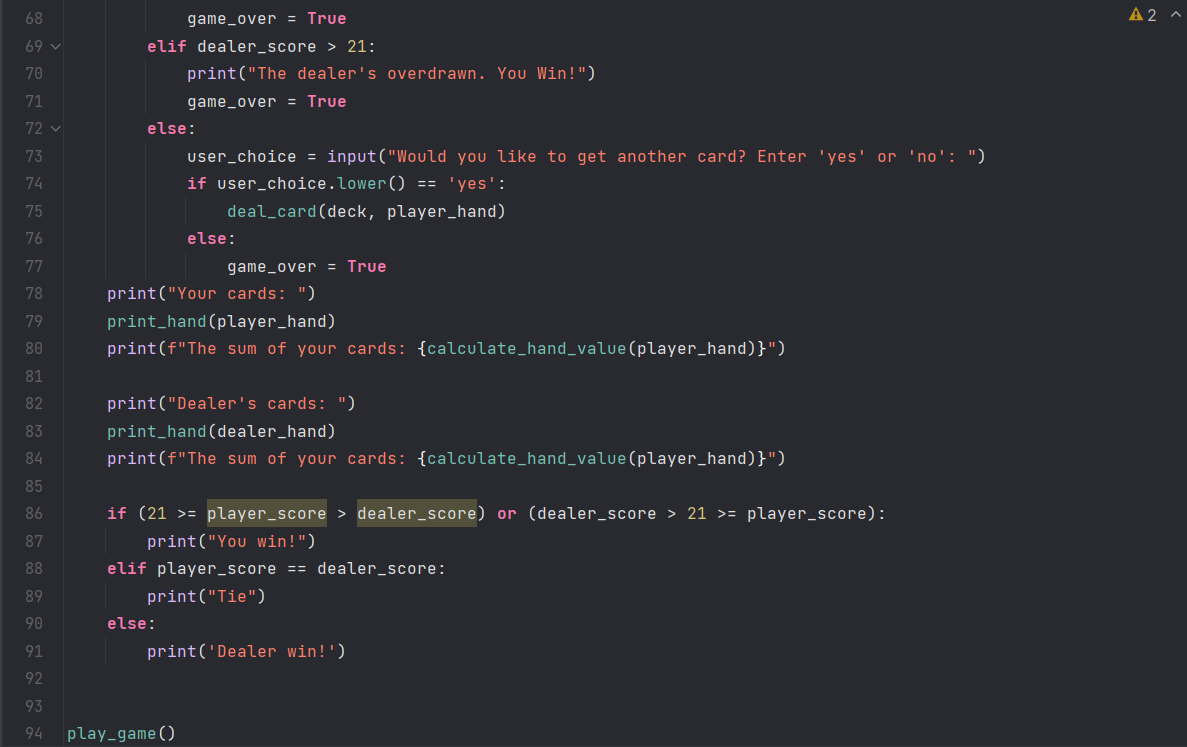 68 game_over = True
2
69 elif dealer_score > 21:
70 print("The dealer's overdrawn. You Win!")
71 game_over = True
72 else:
73 user_choice = input("Would you like to get another card? Enter 'yes' or 'no': ")
74 if user_choice.lower() == 'yes':
75 deal_card(deck, player_hand)
76 else:
77 game_over = True
78 print("Your cards: ")
79 print_hand(player_hand)
80 print(f"The sum of your cards: {calculate_hand_value(player_hand)}")
81
82 print("Dealer's cards: ")
83 print_hand(dealer_hand)
84 print(f"The sum of your cards: {calculate_hand_value(player_hand)}")
85
86 if (21 >= player_score > dealer_score) or (dealer_score > 21 >= player_score):
87 print("You win!")
88 elif player_score == dealer_score:
89 print("Tie")
90 else:
91 print('Dealer win!')
92
93
94 play_game()